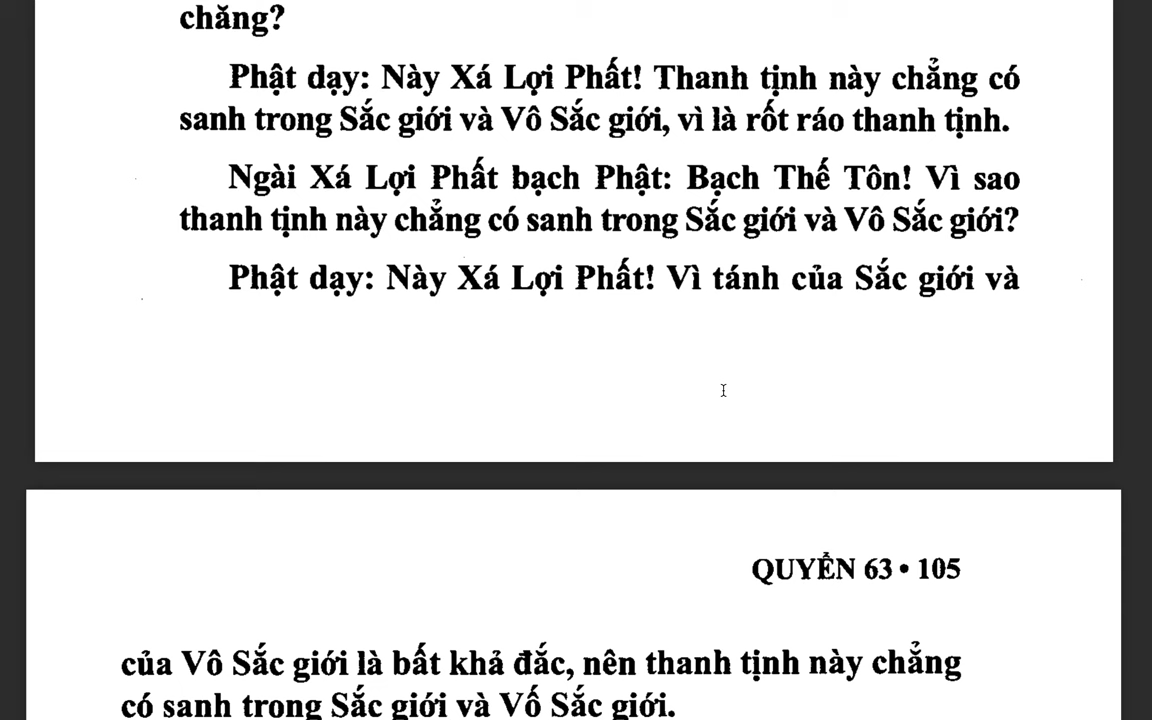 chăng?
Phật dạy: Này Xá Lợi Phất! Thanh tịnh này chẳng có
sanh trong Sắc giới và Vô Sắc giới, vì là rốt ráo thanh tịnh.
Ngài Xá Lợi Phất bạch Phật: Bạch Thế Tôn! Vì sao
thanh tịnh này chẳng có sanh trong Sắc giới và Vô Sắc giới?
Phật dạy: Này Xá Lợi Phất! Vì tánh của Sắc giới và
QUYỂN 63 • 105
của Vô Sắc giới là bất khả đắc, nên thanh tịnh này chẳng
có sanh trong Sắc giới và Vố Sắc giới.